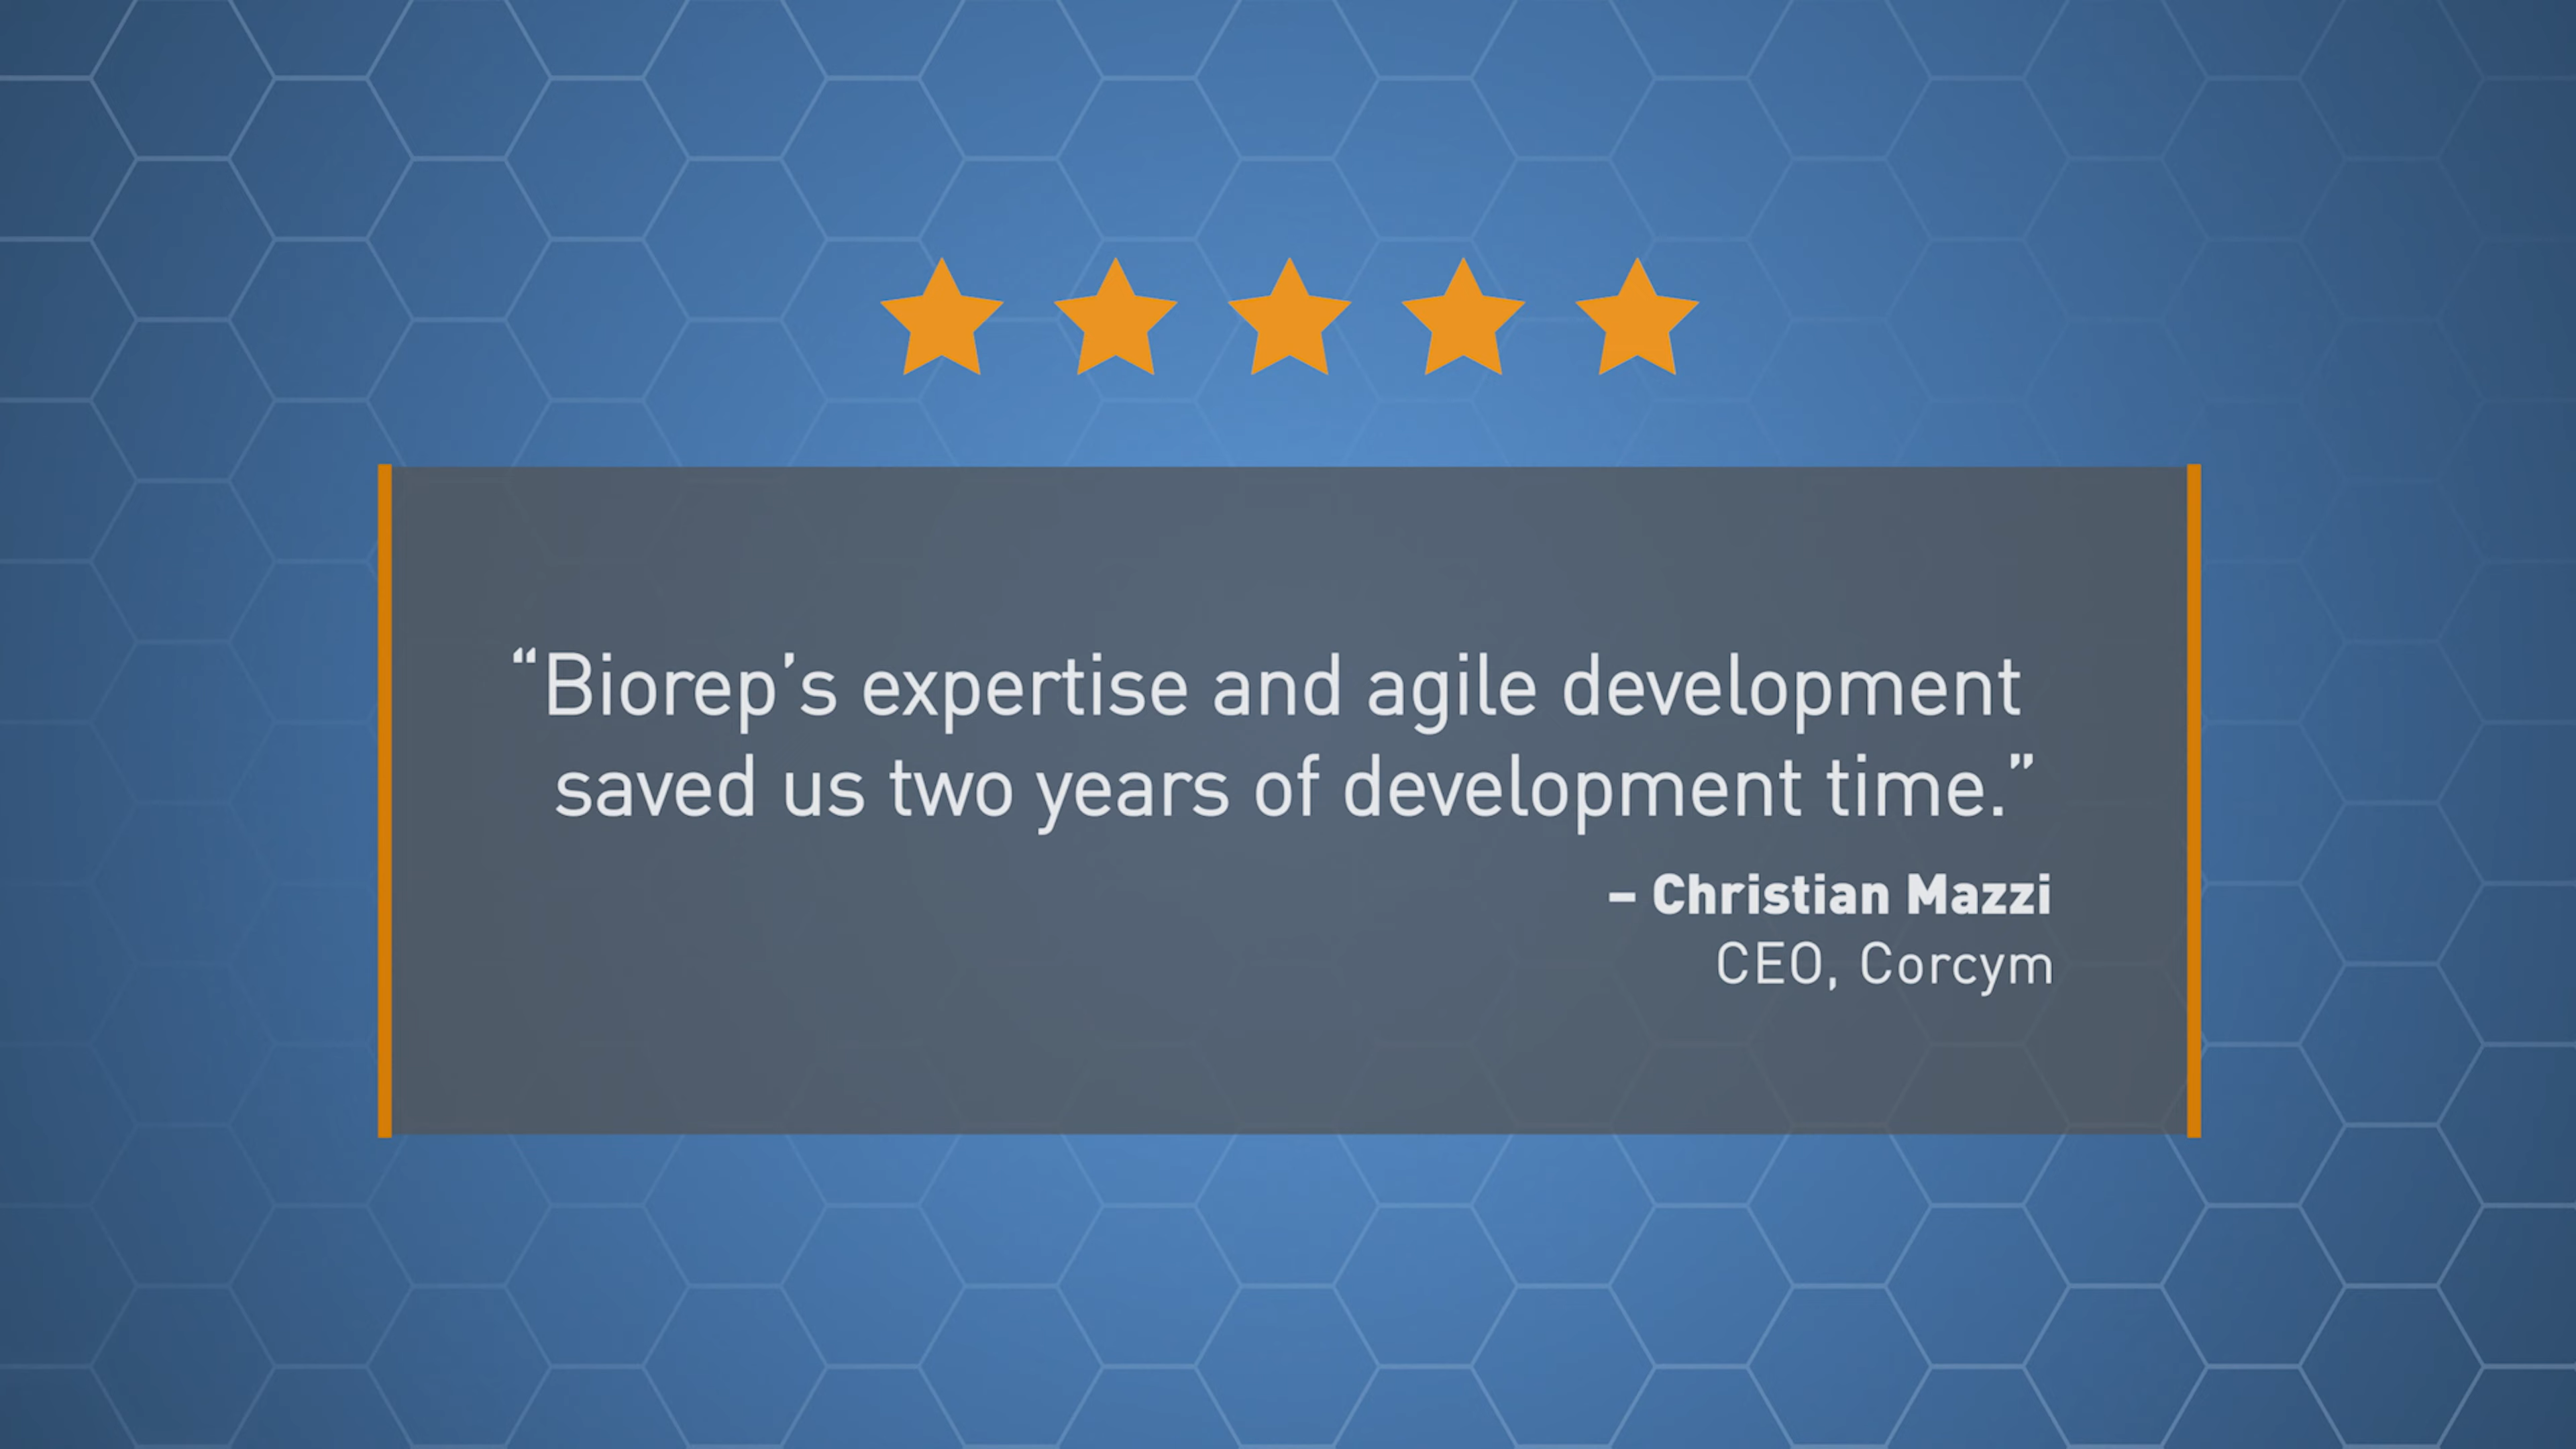 “Biorep’s expertise and agile development
saved us two years of development time.”
– Christian Mazzi
CEO, Corcym